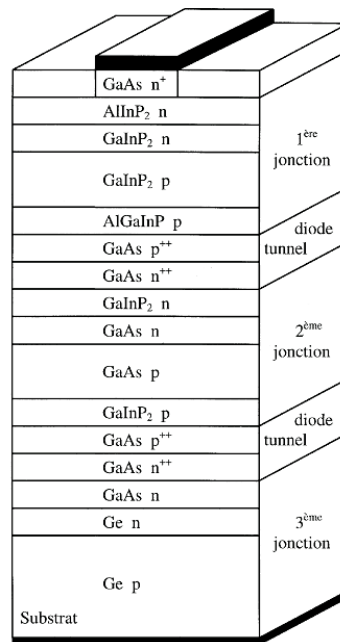 GaAs n⁺
AlInP₂ n
GaInP₂ n
GaInP₂ p
1ère
jonction
AlGaInP p
GaAs p⁺⁺
GaAs n⁺⁺
diode
tunnel
GaInP₂ n
GaAs n
GaAs p
2ème
jonction
GaInP₂ p
GaAs p⁺⁺
GaAs n⁺⁺
diode
tunnel
GaAs n
Ge n
Ge p
3ème
jonction
Substrat